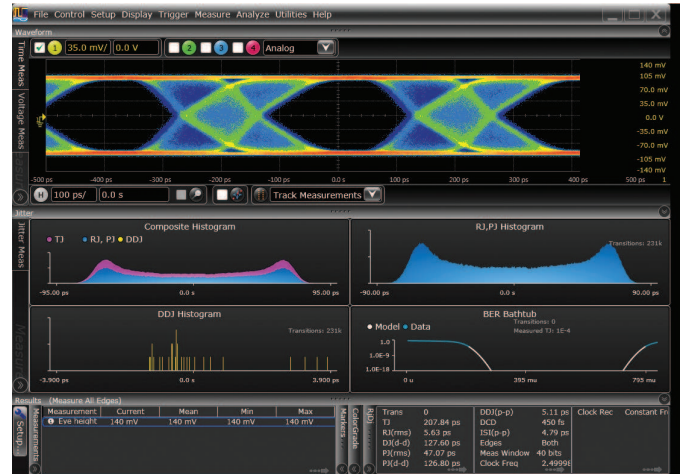 File Control Setup Display Trigger Measure Analyze Utilities Help
Waveform
1 35.0 mV/ 0.0 V 2 3 4 Analog
Time Meas
Voltage Meas
140 mV
105 mV
70.0 mV
35.0 mV
0.0 V
-35.0 mV
-70.0 mV
-105 mV
-140 mV
-500 ps -400 ps -300 ps -200 ps -100 ps 0.0 s 100 ps 200 ps 300 ps 400 ps 500 ps 1
H 100 ps/ 0.0 s Track Measurements
Jitter
Jitter Meas
Composite Histogram
TJ RJ, PJ DDJ
-95.00 ps 0.0 s 95.00 ps
RJ,PJ Histogram
Transitions: 231k
-90.00 ps 0.0 s 90.00 ps
DDJ Histogram
Transitions: 231k
-3.900 ps 0.0 s 3.900 ps
BER Bathtub
Transitions: 0
Measured TJ: 1E-4
Model Data
1.0
1.0E-9
1.0E-18
0 u 395 mu 795 mu
Results (Measure All Edges)
Setup...
Measurements
Measurement Current Mean Min Max
Eye height 140 mV 140 mV 140 mV 140 mV
Markers...
ColorGrade
RJDJ
Trans 0
TJ 207.84 ps
RJ(rms) 5.63 ps
DJ(d-d) 127.60 ps
PJ(rms) 47.07 ps
PJ(d-d) 126.80 ps
DDJ(p-p) 5.11 ps
DCD 450 fs
ISI(p-p) 4.79 ps
Edges Both
Meas Window 40 bits
Clock Freq 2.4999
Clock Rec Constant Fr